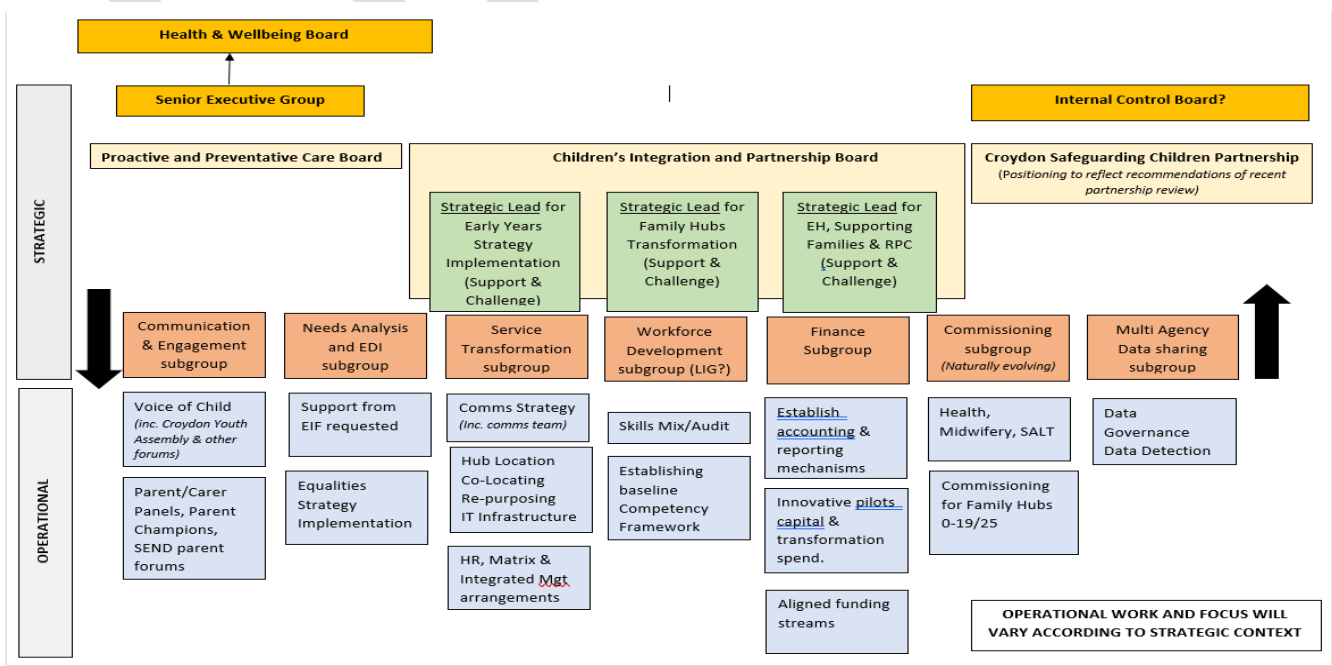 Health & Wellbeing Board
Senior Executive Group
Internal Control Board?
STRATEGIC
Proactive and Preventative Care Board
Children's Integration and Partnership Board
Croydon Safeguarding Children Partnership
(Positioning to reflect recommendations of recent
partnership review)
Strategic Lead for
Early Years
Strategy
Implementation
(Support &
Challenge)
Strategic Lead for
Family Hubs
Transformation
(Support &
Challenge)
Strategic Lead for
EH, Supporting
Families & RPC
(Support &
Challenge)
Communication
& Engagement
subgroup
Needs Analysis
and EDI
subgroup
Service
Transformation
subgroup
Workforce
Development
subgroup (LIG?)
Finance
Subgroup
Commissioning
subgroup
(Naturally evolving)
Multi Agency
Data sharing
subgroup
OPERATIONAL
Voice of Child
(inc. Croydon Youth
Assembly & other
forums)
Parent/Carer
Panels, Parent
Champions,
SEND parent
forums
Support from
EIF requested
Equalities
Strategy
Implementation
Comms Strategy
(Inc. comms team)
Hub Location
Co-Locating
Re-purposing
IT Infrastructure
HR, Matrix &
Integrated Mgt
arrangements
Skills Mix/Audit
Establishing
baseline
Competency
Framework
Establish
accounting &
reporting
mechanisms
Innovative pilots
capital &
transformation
spend.
Aligned funding
streams
Health,
Midwifery, SALT
Commissioning
for Family Hubs
0-19/25
Data
Governance
Data Detection
OPERATIONAL WORK AND FOCUS WILL
VARY ACCORDING TO STRATEGIC CONTEXT